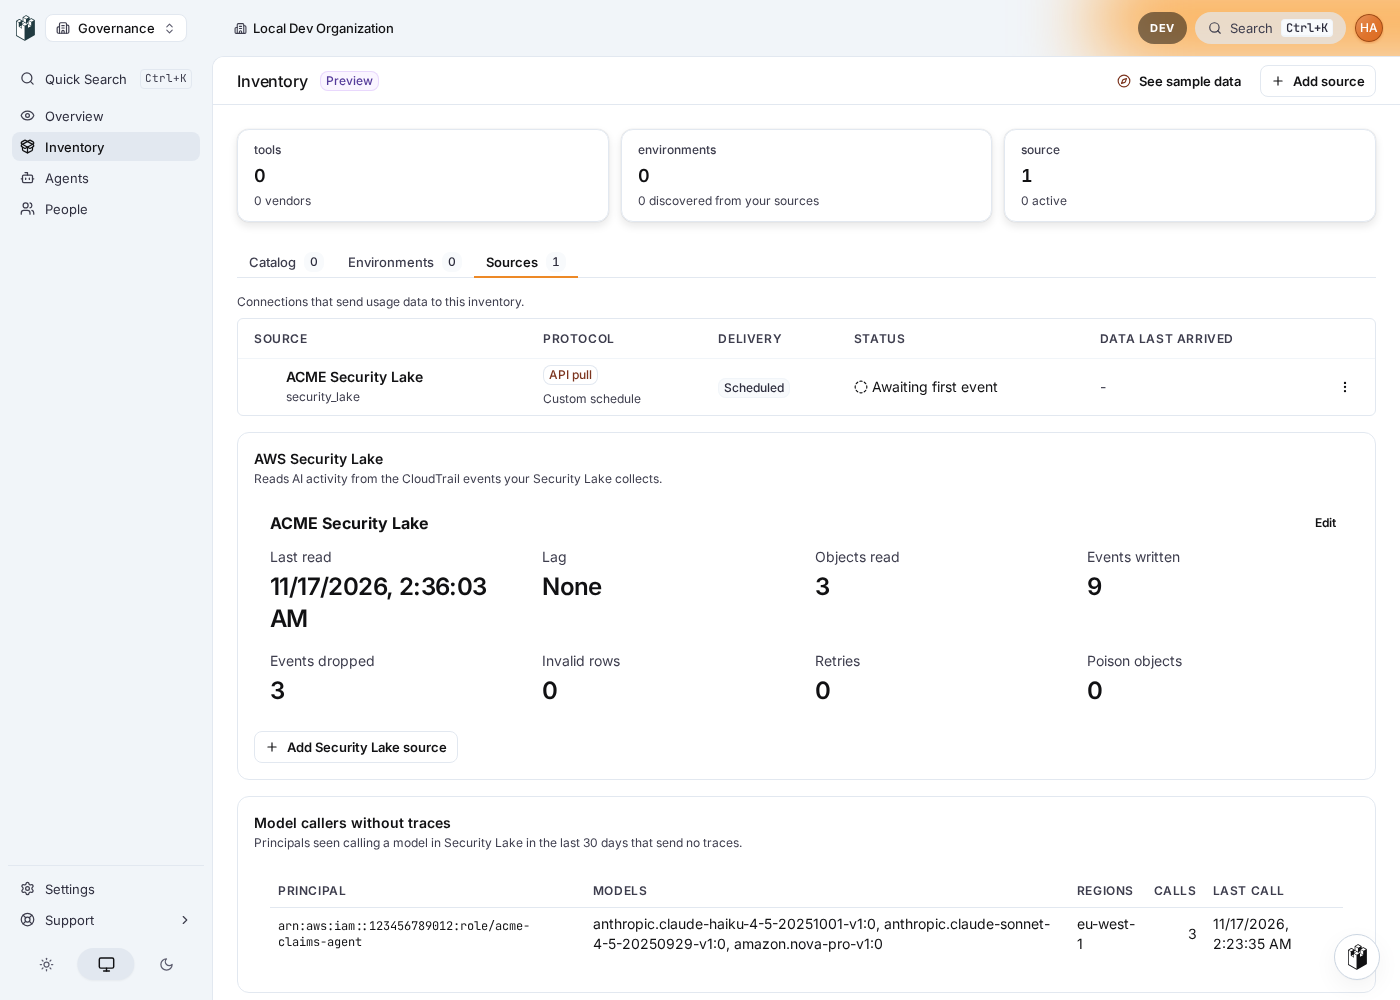 Governance
Local Dev Organization
DEV
Search Ctrl+K
HA
Quick Search Ctrl+K
Overview
Inventory
Agents
People
Settings
Support
Inventory Preview
See sample data
Add source
tools
0
0 vendors
environments
0
0 discovered from your sources
source
1
0 active
Catalog 0 Environments 0 Sources 1
Connections that send usage data to this inventory.
SOURCE PROTOCOL DELIVERY STATUS DATA LAST ARRIVED
ACME Security Lake
security_lake
API pull
Custom schedule
Scheduled
Awaiting first event
-
AWS Security Lake
Reads AI activity from the CloudTrail events your Security Lake collects.
ACME Security Lake
Edit
Last read
11/17/2026, 2:36:03
AM
Lag
None
Objects read
3
Events written
9
Events dropped
3
Invalid rows
0
Retries
0
Poison objects
0
Add Security Lake source
Model callers without traces
Principals seen calling a model in Security Lake in the last 30 days that send no traces.
PRINCIPAL MODELS REGIONS CALLS LAST CALL
arn:aws:iam::123456789012:role/acme-
claims-agent
anthropic.claude-haiku-4-5-20251001-v1:0, anthropic.claude-sonnet-
4-5-20250929-v1:0, amazon.nova-pro-v1:0
eu-west-
1
3
11/17/2026,
2:23:35 AM